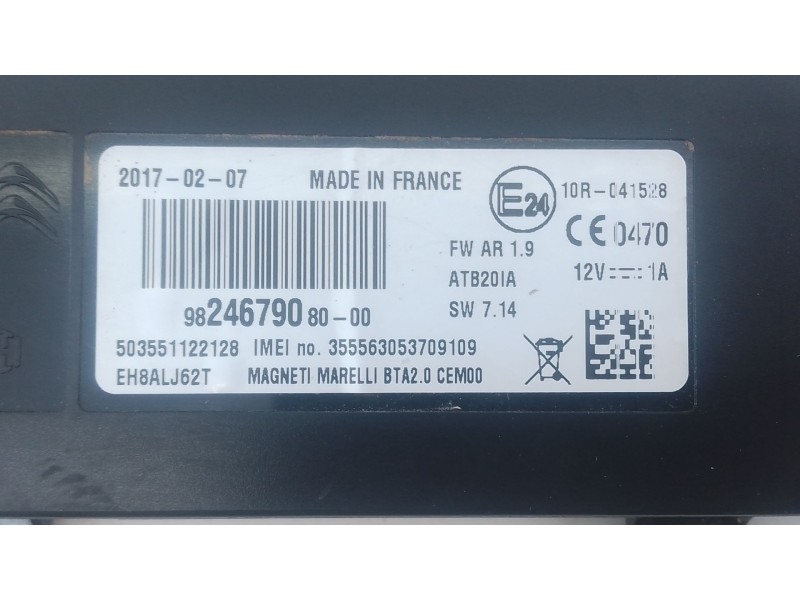 2017-02-07 MADE IN FRANCE
E24
10R-041528
CE 0470
FW AR 1.9
ATB20IA
12V⎓1A
SW 7.14
9824679080-00
503551122128 IMEI no. 355563053709109
EH8ALJ62T MAGNETI MARELLI BTA2.0 CEM00